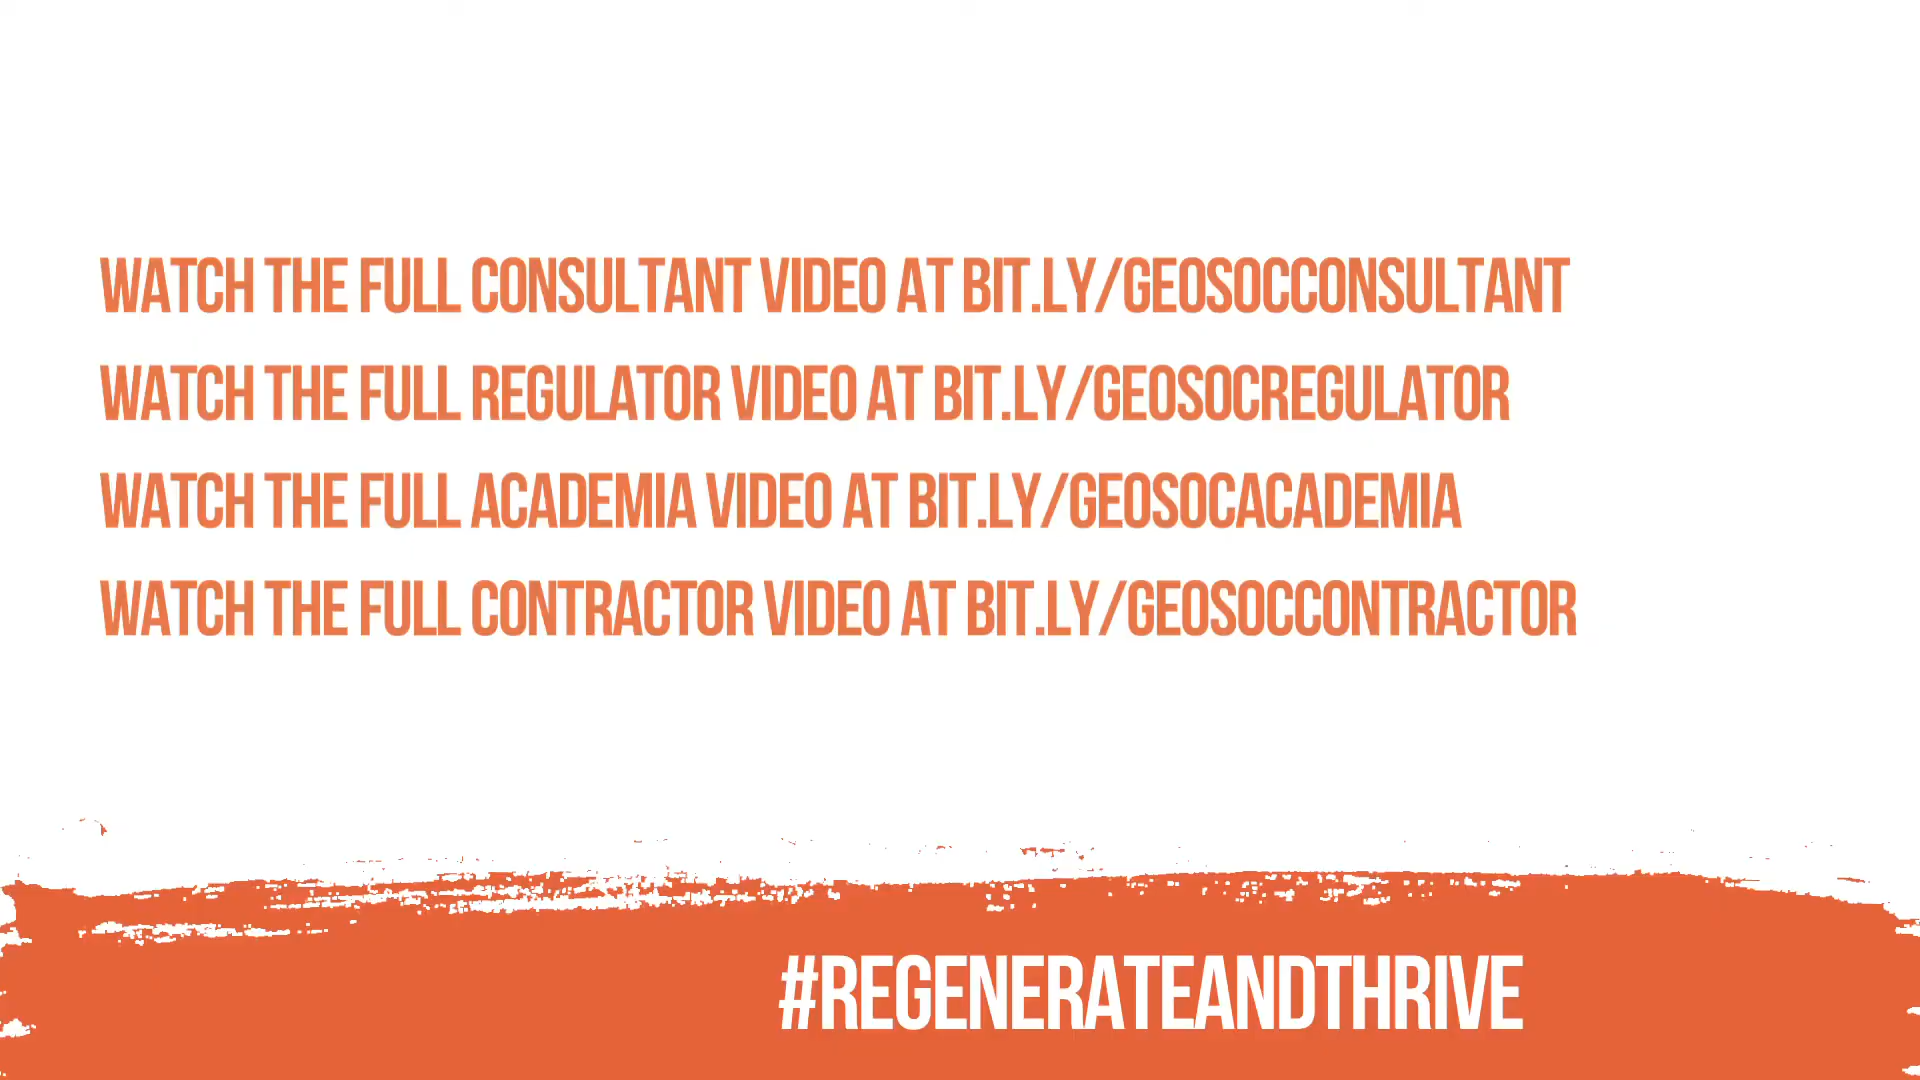 WATCH THE FULL CONSULTANT VIDEO AT BIT.LY/GEOSOCCONSULTANT
WATCH THE FULL REGULATOR VIDEO AT BIT.LY/GEOSOCREGULATOR
WATCH THE FULL ACADEMIA VIDEO AT BIT.LY/GEOSOCACADEMIA
WATCH THE FULL CONTRACTOR VIDEO AT BIT.LY/GEOSOCCONTRACTOR
#REGENERATEANDTHRIVE